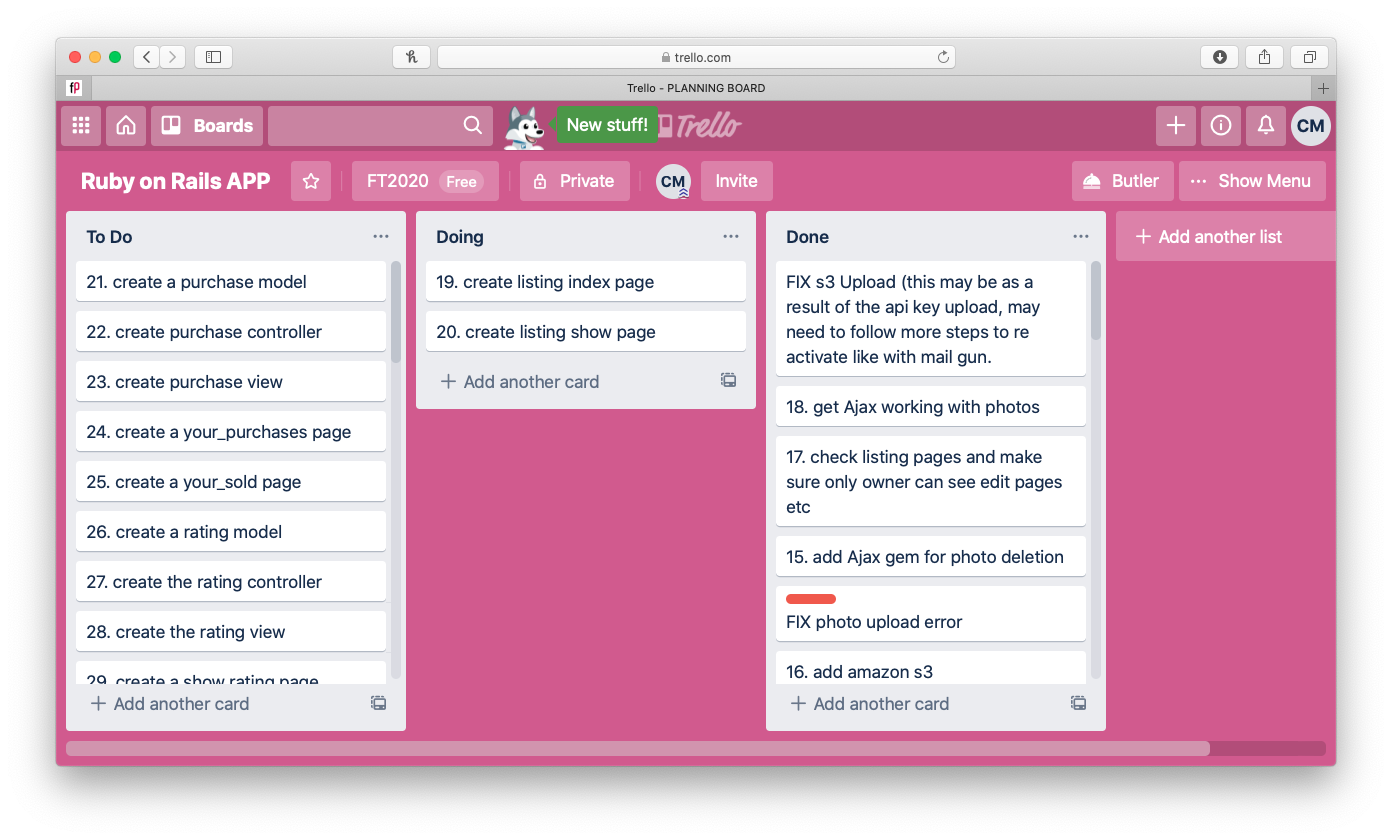 trello.com
fp
Trello - PLANNING BOARD
Boards
New stuff!
Trello
CM
Ruby on Rails APP
FT2020 Free
Private
CM
Invite
Butler
Show Menu
To Do
21. create a purchase model
22. create purchase controller
23. create purchase view
24. create a your_purchases page
25. create a your_sold page
26. create a rating model
27. create the rating controller
28. create the rating view
29. create a show rating page
Add another card
Doing
19. create listing index page
20. create listing show page
Add another card
Done
FIX s3 Upload (this may be as a
result of the api key upload, may
need to follow more steps to re
activate like with mail gun.
18. get Ajax working with photos
17. check listing pages and make
sure only owner can see edit pages
etc
15. add Ajax gem for photo deletion
FIX photo upload error
16. add amazon s3
Add another card
Add another list